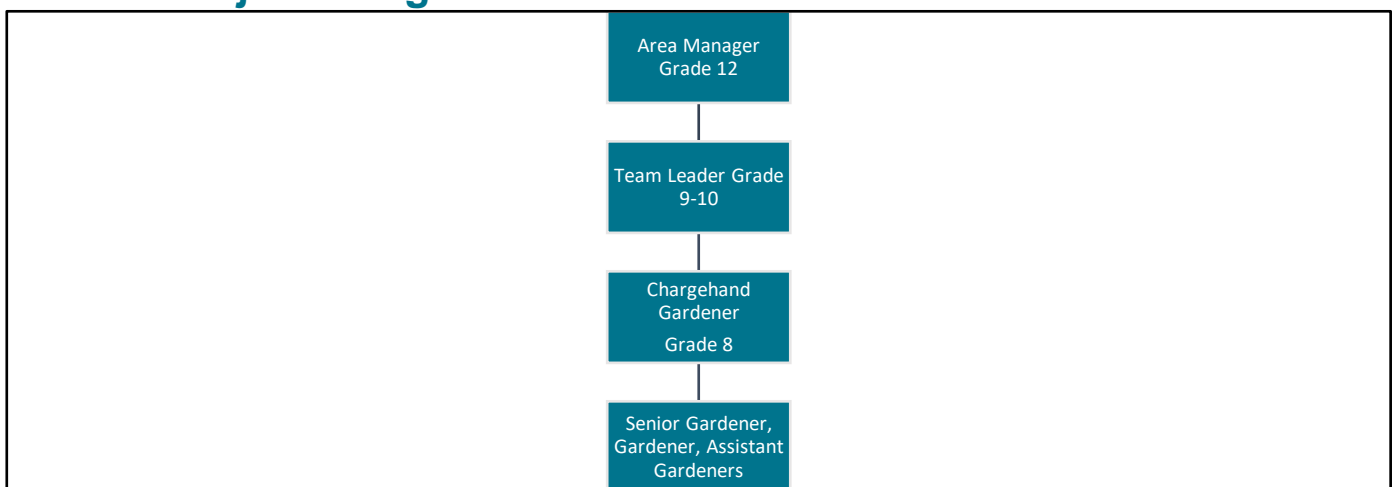 Area Manager
Grade 12
Team Leader Grade
9-10
Chargehand
Gardener
Grade 8
Senior Gardener,
Gardener, Assistant
Gardeners